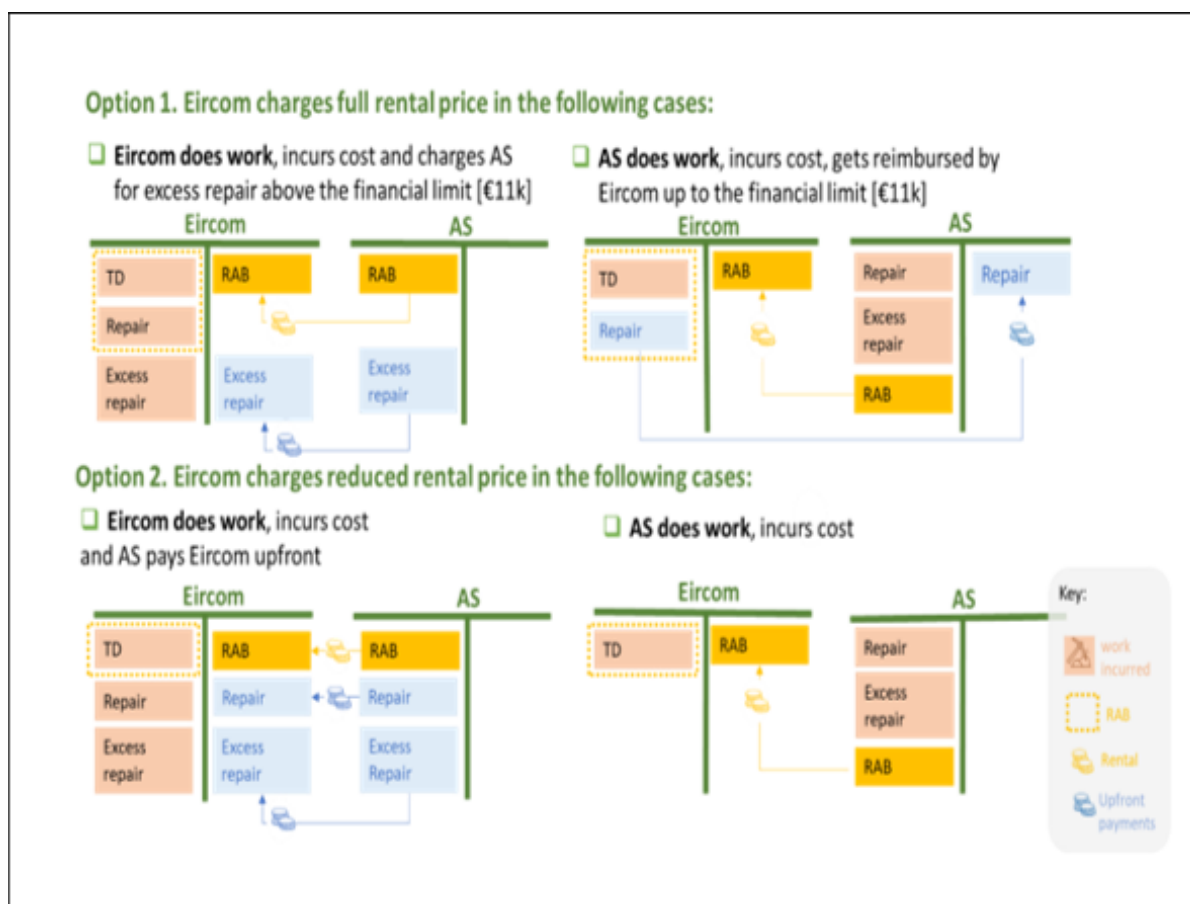 Option 1. Eircom charges full rental price in the following cases:
Eircom does work, incurs cost and charges AS
for excess repair above the financial limit [€11k]
AS does work, incurs cost, gets reimbursed by
Eircom up to the financial limit [€11k]
Eircom
AS
TD
RAB
RAB
Repair
Excess
repair
Excess
repair
Excess
repair
Eircom
AS
TD
RAB
Repair
Repair
Repair
Excess
repair
RAB
Option 2. Eircom charges reduced rental price in the following cases:
Eircom does work, incurs cost
and AS pays Eircom upfront
AS does work, incurs cost
Eircom
AS
TD
RAB
RAB
Repair
Repair
Repair
Excess
repair
Excess
repair
Excess
Repair
Eircom
AS
TD
RAB
Repair
Excess
repair
RAB
Key:
work
incurred
RAB
Rental
Upfront
payments